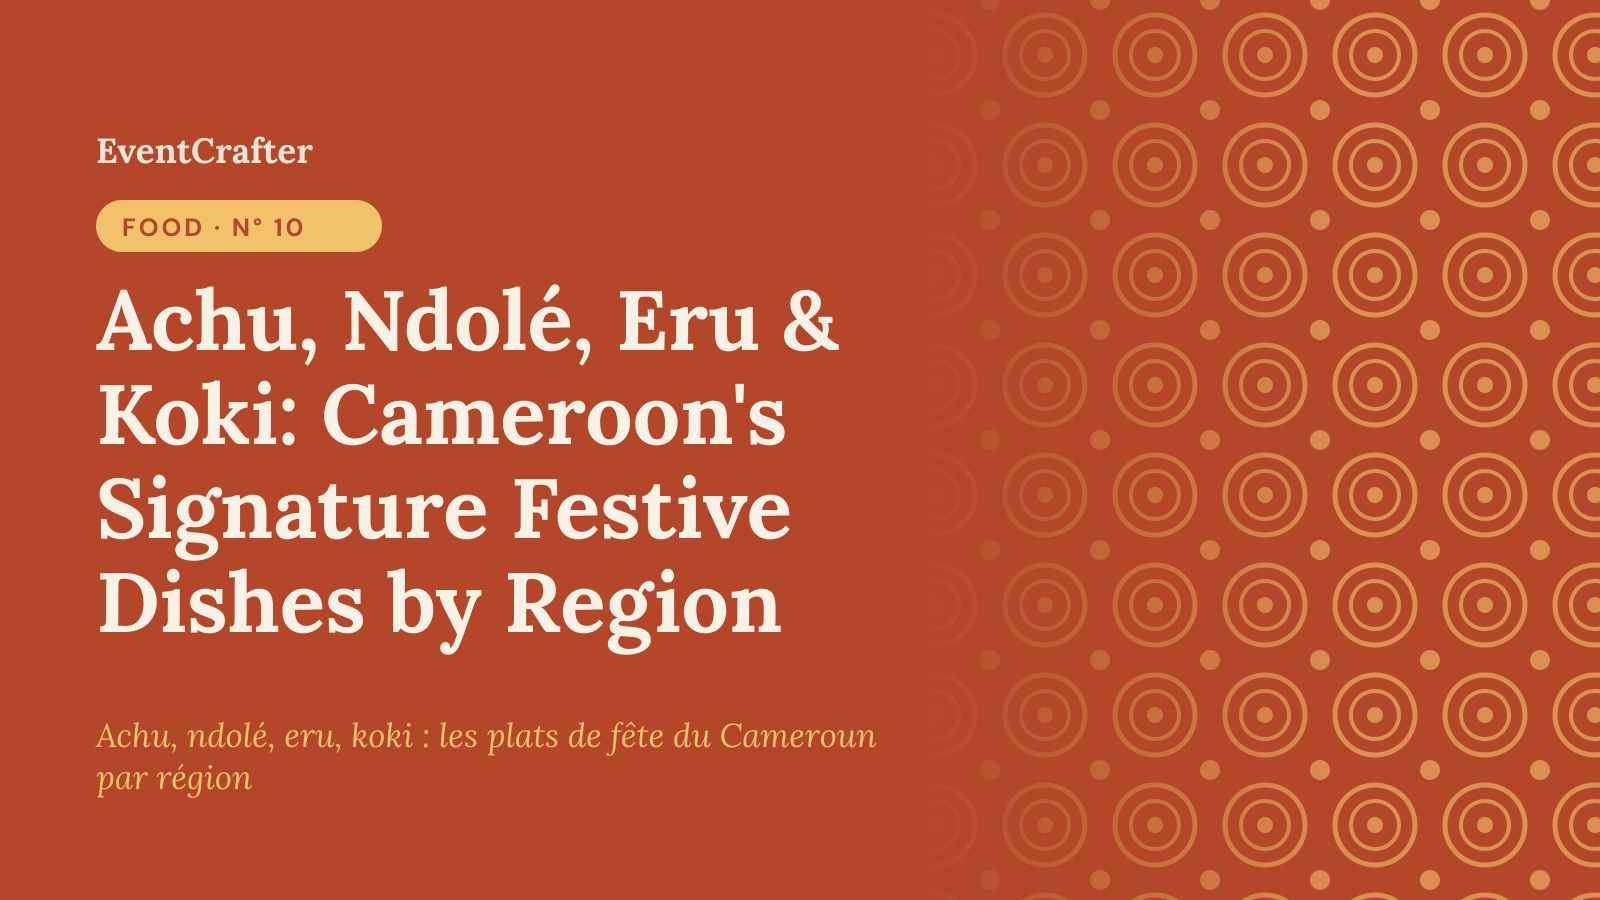 EventCrafter
FOOD · N° 10
Achu, Ndolé, Eru &
Koki: Cameroon's
Signature Festive
Dishes by Region
Achu, ndolé, eru, koki : les plats de fête du Cameroun
par région